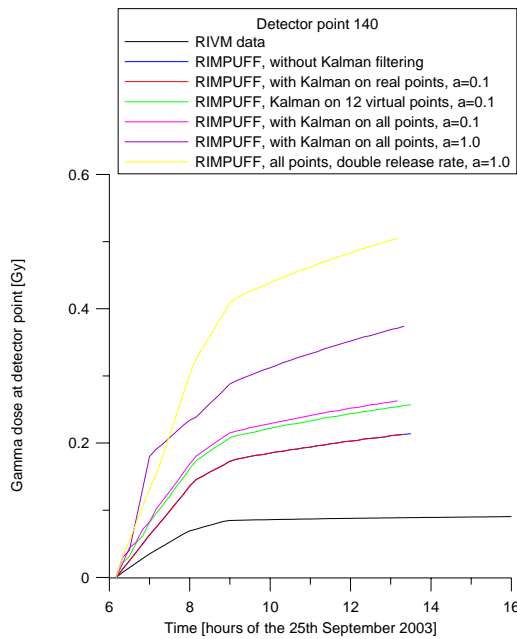 Detector point 140
RIVM data
RIMPUFF, without Kalman filtering
RIMPUFF, with Kalman on real points, a=0.1
RIMPUFF, Kalman on 12 virtual points, a=0.1
RIMPUFF, with Kalman on all points, a=0.1
RIMPUFF, with Kalman on all points, a=1.0
RIMPUFF, all points, double release rate, a=1.0
0.6
0.4
0.2
0
Gamma dose at detector point [Gy]
6 8 10 12 14 16
Time [hours of the 25th September 2003]